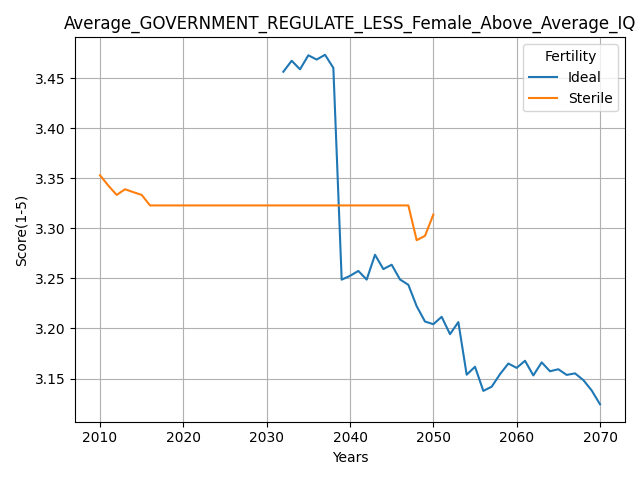 Average_GOVERNMENT_REGULATE_LESS_Female_Above_Average_IQ
Fertility
Ideal
Sterile
3.45
3.40
3.35
3.30
3.25
3.20
3.15
Score(1-5)
2010 2020 2030 2040 2050 2060 2070
Years